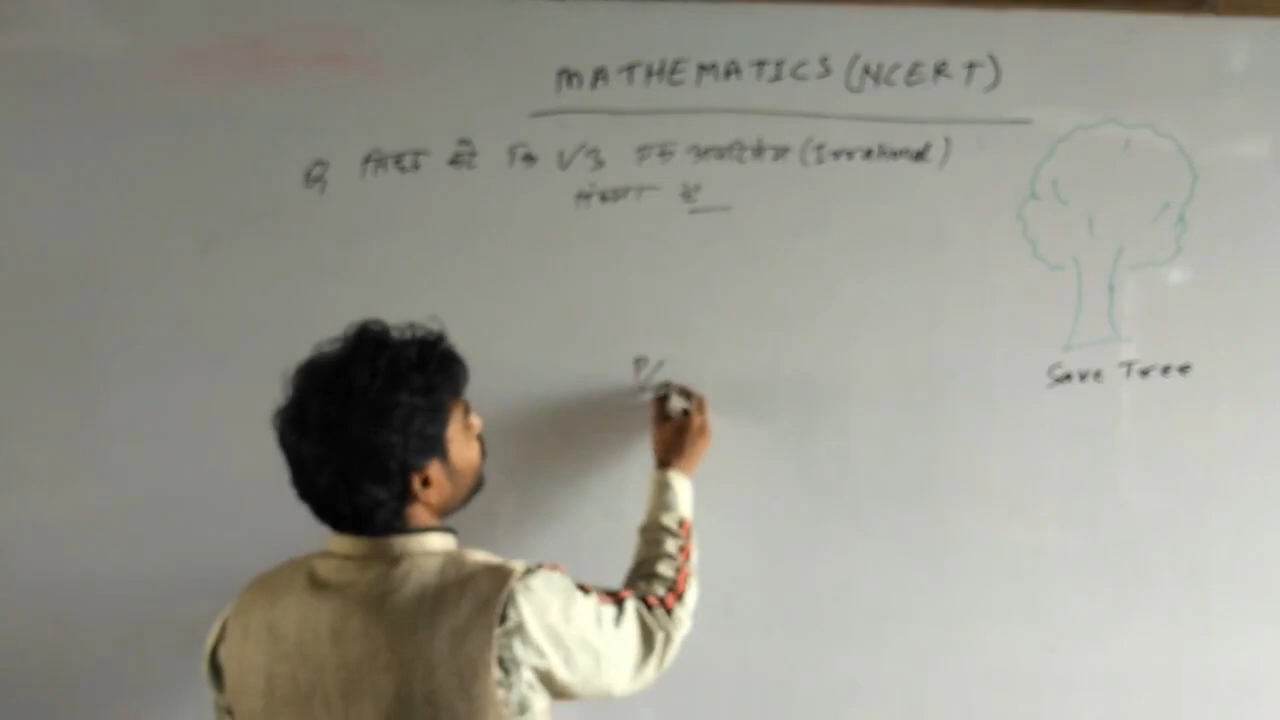 MATHEMATICS (NCERT)
Q सिद्ध करें कि √3 एक अपरिमेय (Irrational)
संख्या है
P/
Save Tree